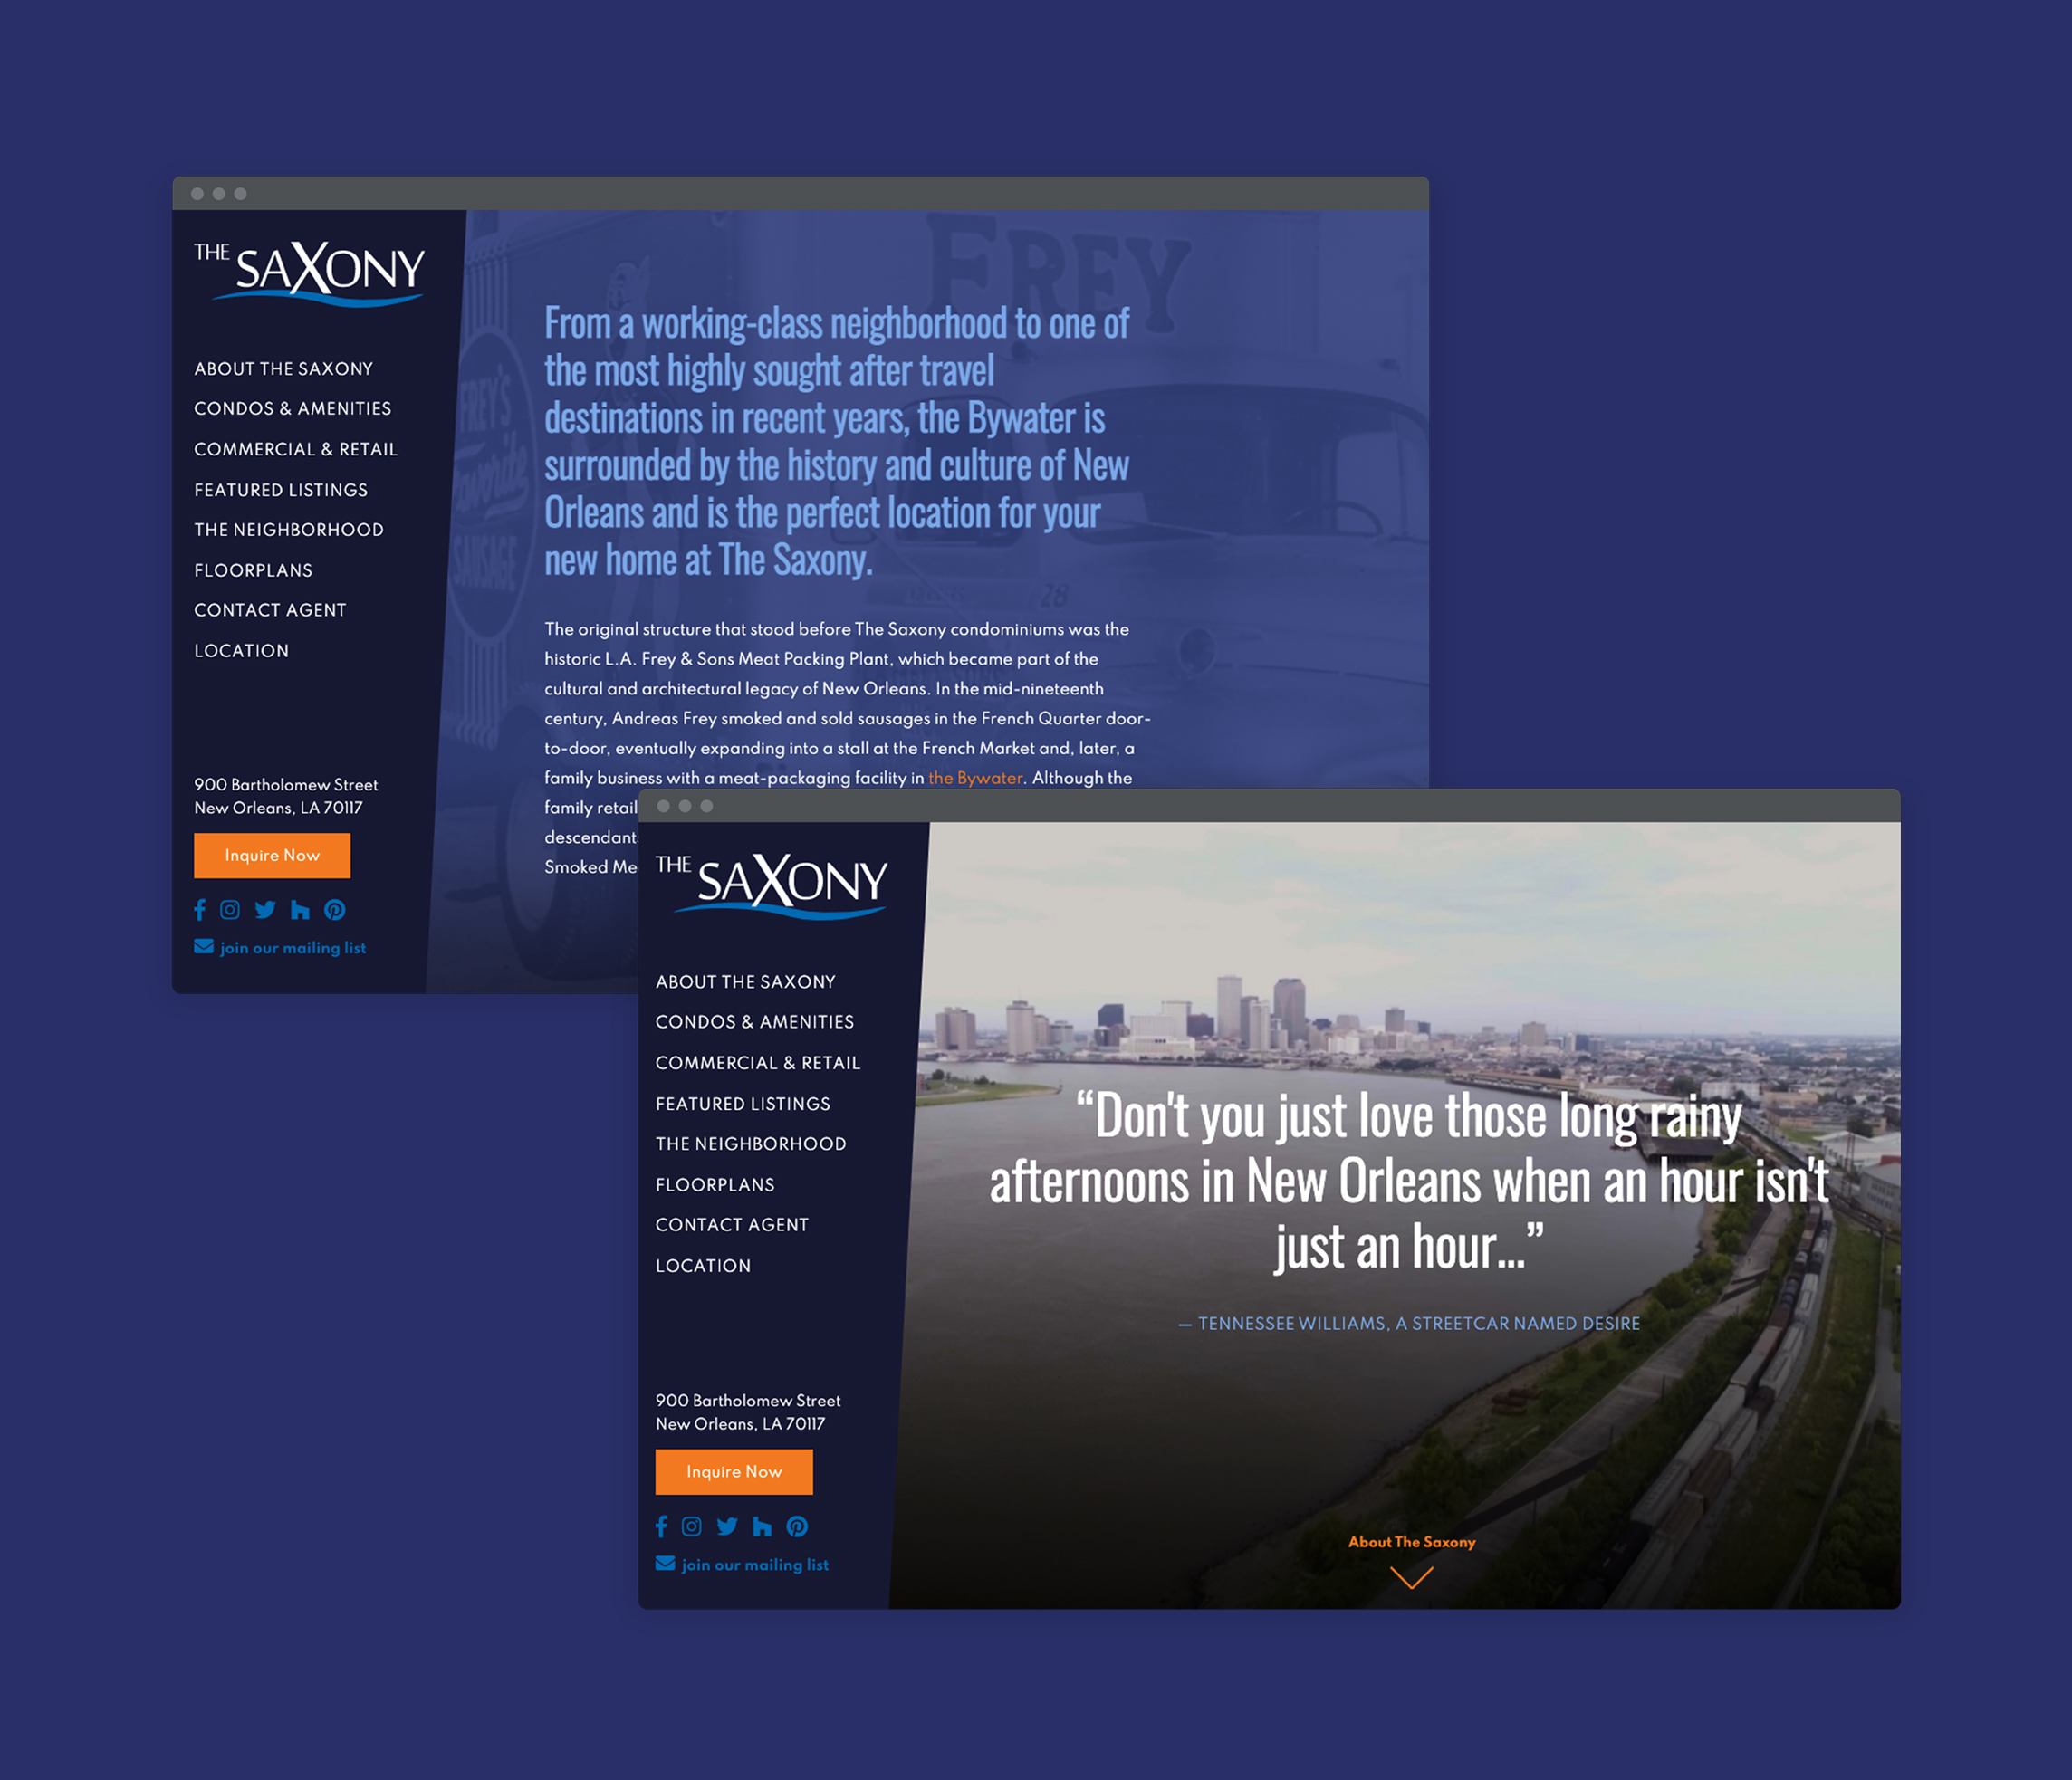 THE SAXONY
ABOUT THE SAXONY
CONDOS & AMENITIES
COMMERCIAL & RETAIL
FEATURED LISTINGS
THE NEIGHBORHOOD
FLOORPLANS
CONTACT AGENT
LOCATION
900 Bartholomew Street
New Orleans, LA 70117
Inquire Now
join our mailing list
FREY
FREY'S
Favorite
SAUSAGE
28
From a working-class neighborhood to one of
the most highly sought after travel
destinations in recent years, the Bywater is
surrounded by the history and culture of New
Orleans and is the perfect location for your
new home at The Saxony.
The original structure that stood before The Saxony condominiums was the
historic L.A. Frey & Sons Meat Packing Plant, which became part of the
cultural and architectural legacy of New Orleans. In the mid-nineteenth
century, Andreas Frey smoked and sold sausages in the French Quarter door-
to-door, eventually expanding into a stall at the French Market and, later, a
family business with a meat-packaging facility in the Bywater. Although the
family retail
descendant
Smoked Me
THE SAXONY
ABOUT THE SAXONY
CONDOS & AMENITIES
COMMERCIAL & RETAIL
FEATURED LISTINGS
THE NEIGHBORHOOD
FLOORPLANS
CONTACT AGENT
LOCATION
900 Bartholomew Street
New Orleans, LA 70117
Inquire Now
join our mailing list
“Don't you just love those long rainy
afternoons in New Orleans when an hour isn't
just an hour...”
— TENNESSEE WILLIAMS, A STREETCAR NAMED DESIRE
About The Saxony